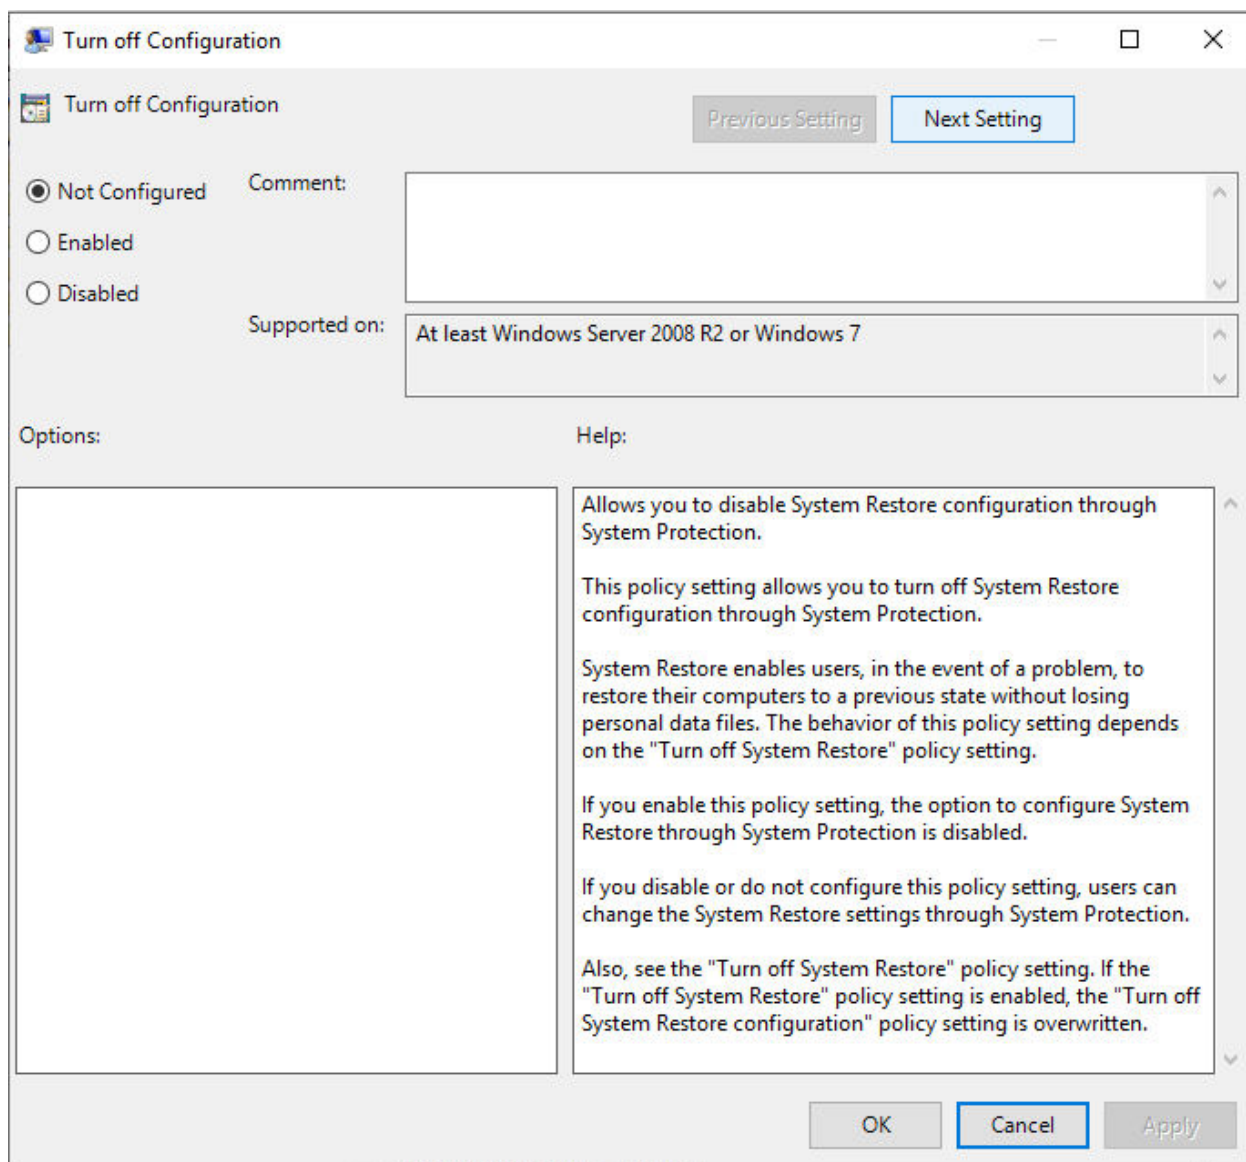 Turn off Configuration
Turn off Configuration
Previous Setting
Next Setting
Not Configured
Comment:
Enabled
Disabled
Supported on:
At least Windows Server 2008 R2 or Windows 7
Options:
Help:
Allows you to disable System Restore configuration through
System Protection.
This policy setting allows you to turn off System Restore
configuration through System Protection.
System Restore enables users, in the event of a problem, to
restore their computers to a previous state without losing
personal data files. The behavior of this policy setting depends
on the "Turn off System Restore" policy setting.
If you enable this policy setting, the option to configure System
Restore through System Protection is disabled.
If you disable or do not configure this policy setting, users can
change the System Restore settings through System Protection.
Also, see the "Turn off System Restore" policy setting. If the
"Turn off System Restore" policy setting is enabled, the "Turn off
System Restore configuration" policy setting is overwritten.
OK
Cancel
Apply